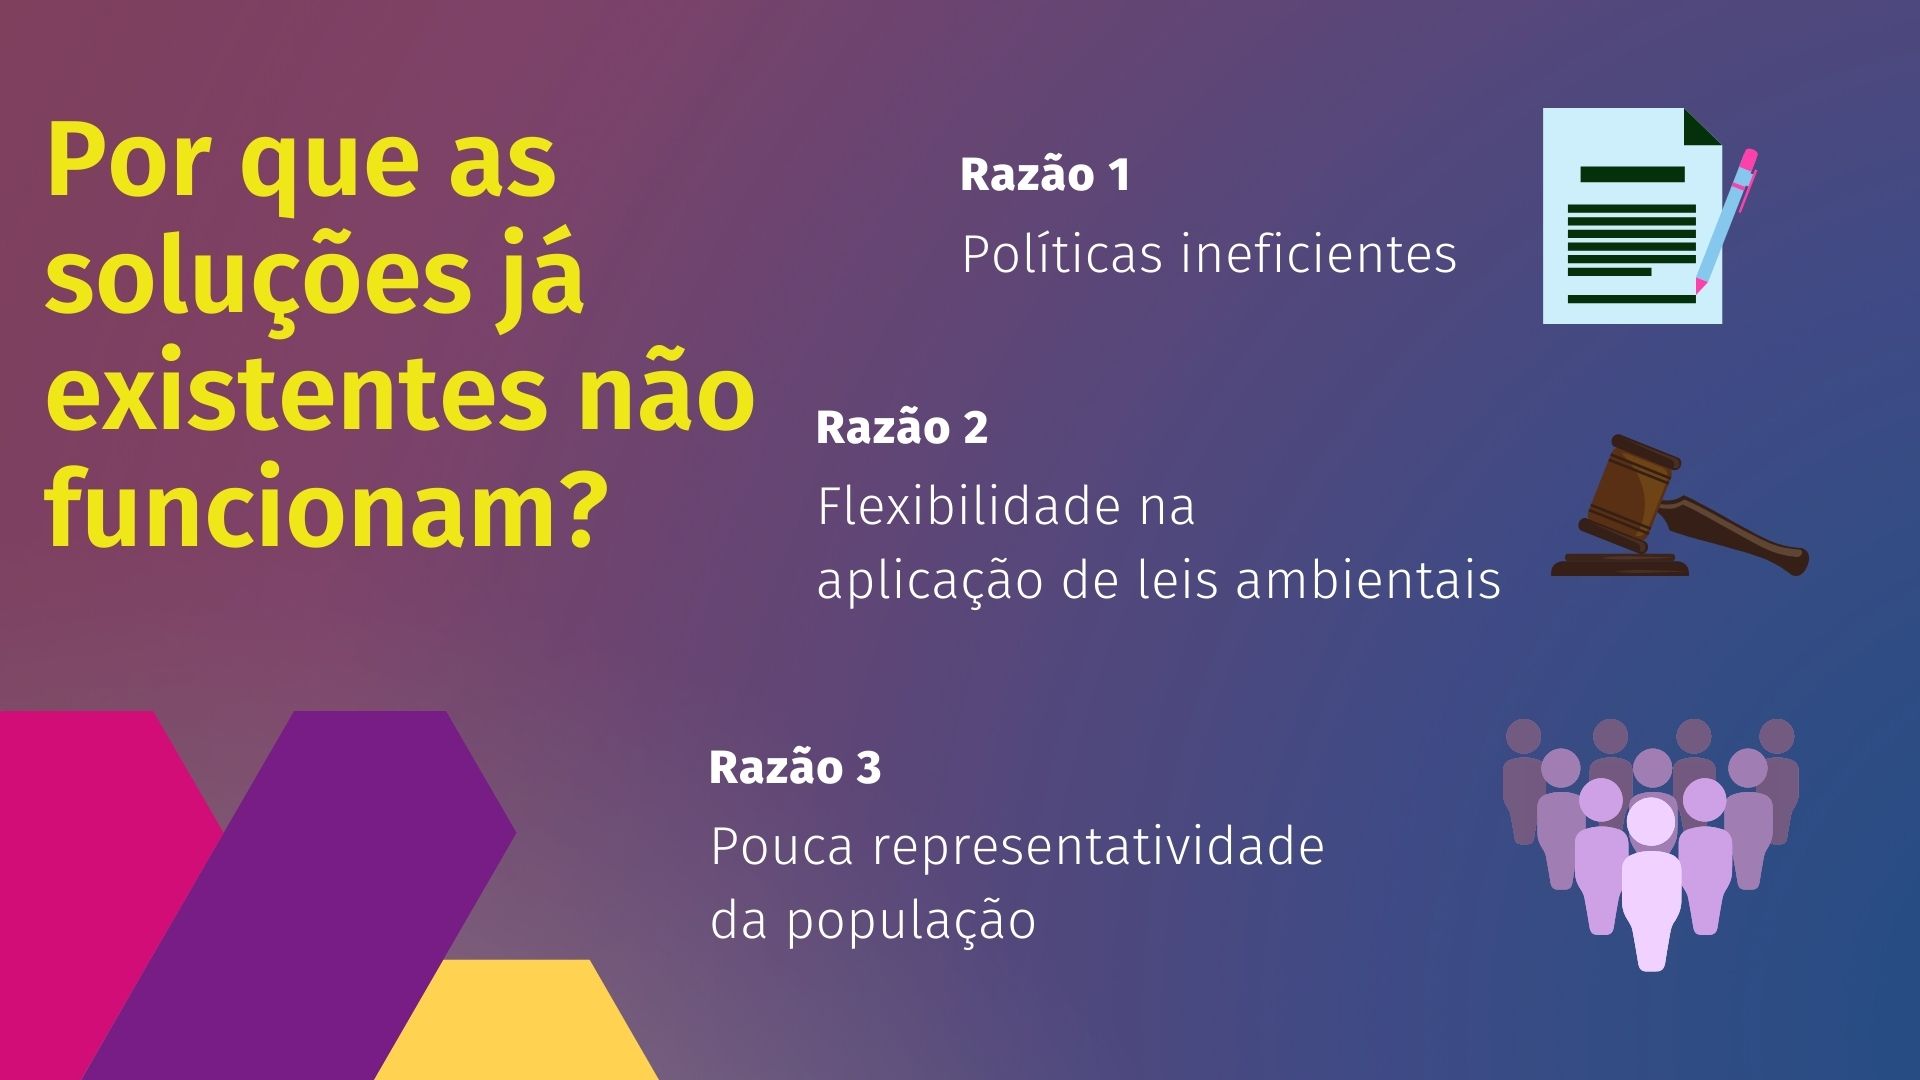 Por que as
soluções já
existentes não
funcionam?
Razão 1
Políticas ineficientes
Razão 2
Flexibilidade na
aplicação de leis ambientais
Razão 3
Pouca representatividade
da população